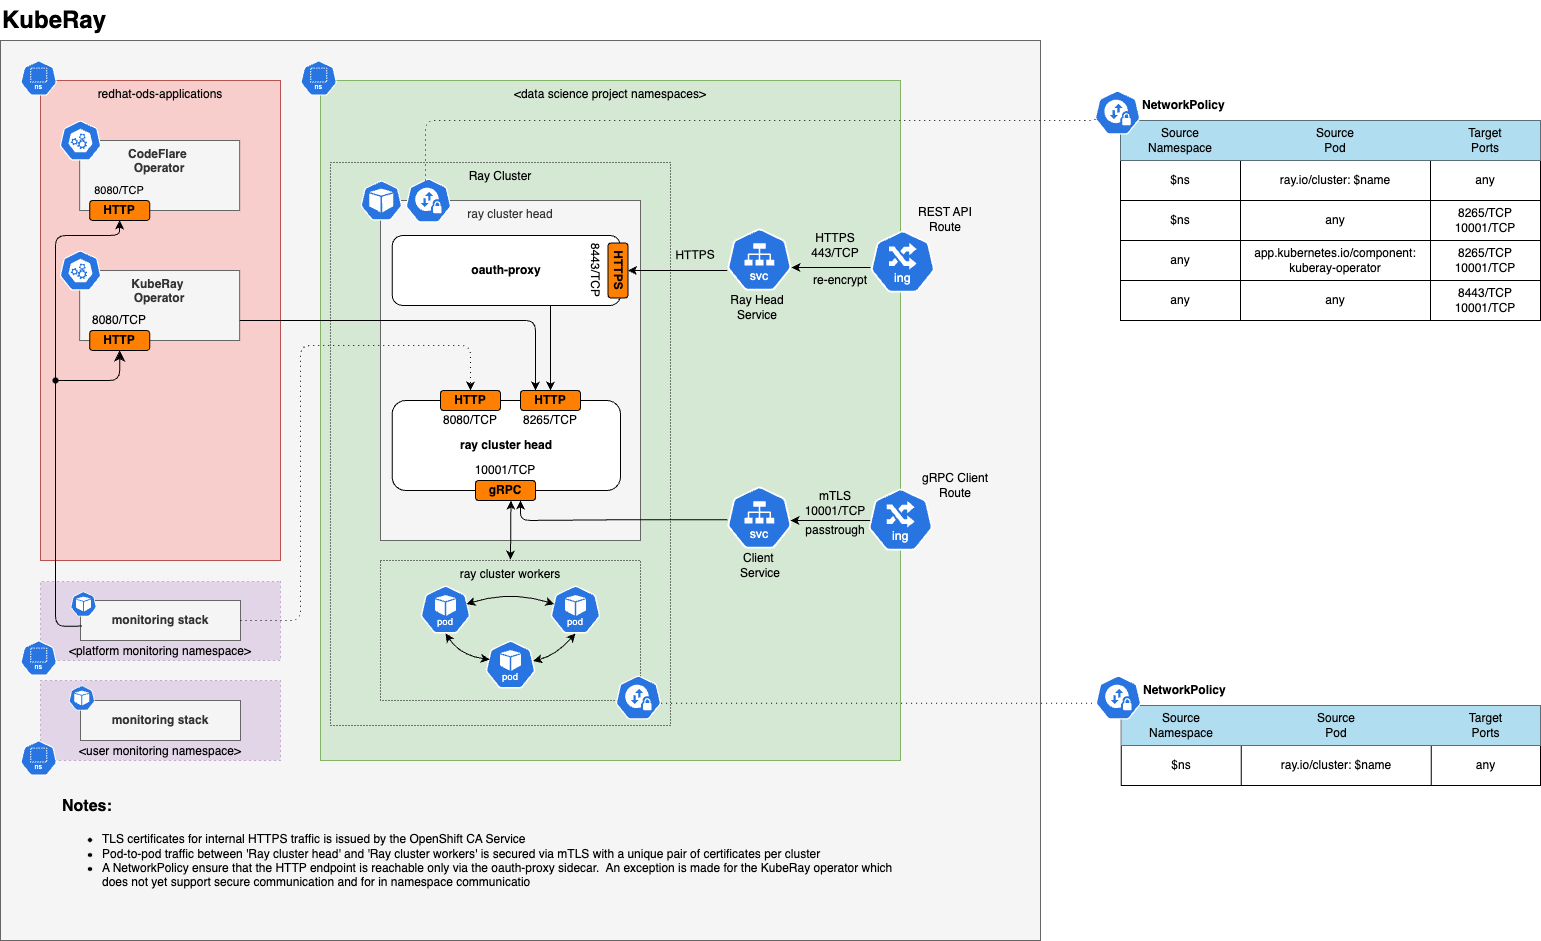 KubeRay
ns
redhat-ods-applications
CodeFlare
Operator
8080/TCP
HTTP
KubeRay
Operator
8080/TCP
HTTP
monitoring stack
<platform monitoring namespace>
ns
monitoring stack
<user monitoring namespace>
ns
ns
<data science project namespaces>
Ray Cluster
ray cluster head
oauth-proxy
8443/TCP
HTTPS
HTTPS
svc
Ray Head
Service
HTTPS
443/TCP
re-encrypt
REST API
Route
ing
HTTP
HTTP
8080/TCP
8265/TCP
ray cluster head
10001/TCP
gRPC
svc
Client
Service
mTLS
10001/TCP
passtrough
gRPC Client
Route
ing
ray cluster workers
pod
pod
pod
NetworkPolicy
Source
Namespace
Source
Pod
Target
Ports
$ns
ray.io/cluster: $name
any
$ns
any
8265/TCP
10001/TCP
any
app.kubernetes.io/component:
kuberay-operator
8265/TCP
10001/TCP
any
any
8443/TCP
10001/TCP
NetworkPolicy
Source
Namespace
Source
Pod
Target
Ports
$ns
ray.io/cluster: $name
any
Notes:
• TLS certificates for internal HTTPS traffic is issued by the OpenShift CA Service
• Pod-to-pod traffic between 'Ray cluster head' and 'Ray cluster workers' is secured via mTLS with a unique pair of certificates per cluster
• A NetworkPolicy ensure that the HTTP endpoint is reachable only via the oauth-proxy sidecar. An exception is made for the KubeRay operator which
does not yet support secure communication and for in namespace communicatio